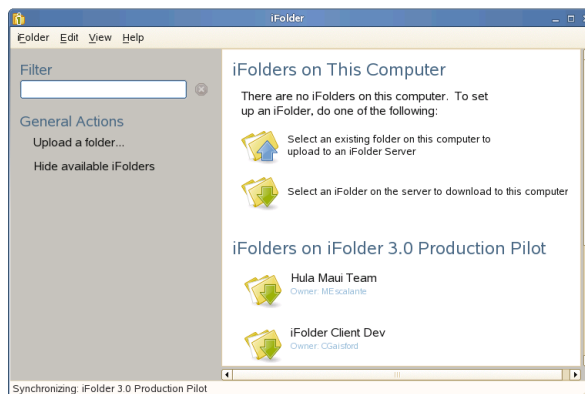 iFolder
iFolder Edit View Help
Filter
General Actions
Upload a folder...
Hide available iFolders
iFolders on This Computer
There are no iFolders on this computer. To set
up an iFolder, do one of the following:
Select an existing folder on this computer to
upload to an iFolder Server
Select an iFolder on the server to download to this computer
iFolders on iFolder 3.0 Production Pilot
Hula Maui Team
Owner: MEscalante
iFolder Client Dev
Owner: CGaisford
Synchronizing: iFolder 3.0 Production Pilot